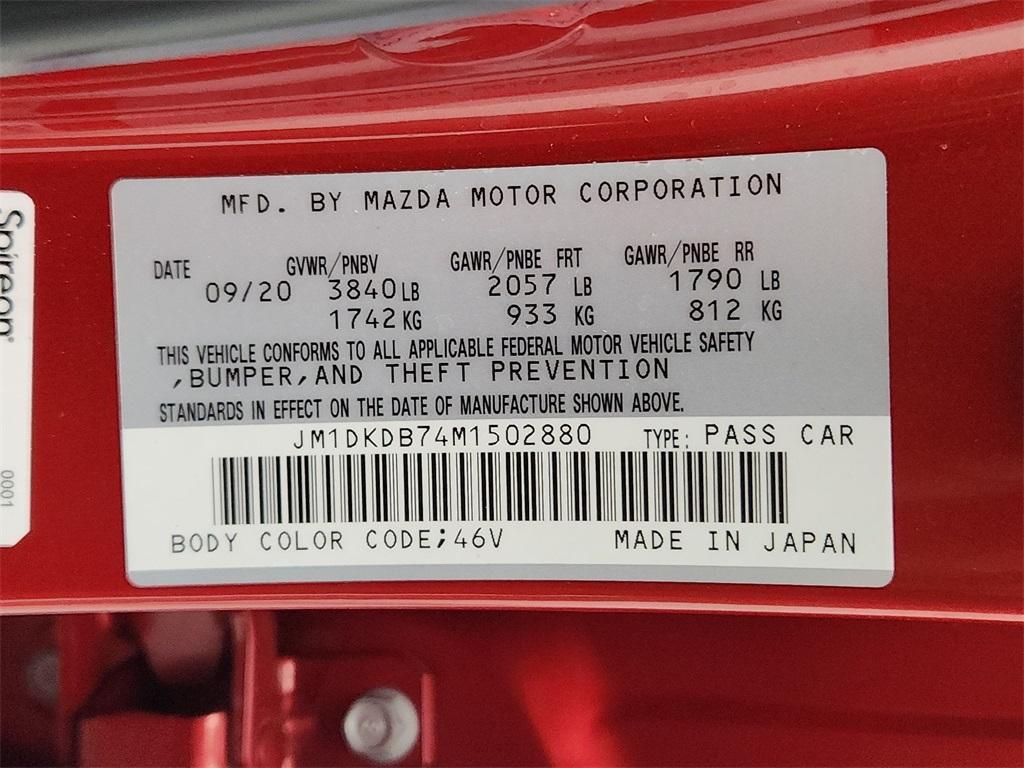 MFD. BY MAZDA MOTOR CORPORATION
DATE GVWR/PNBV GAWR/PNBE FRT GAWR/PNBE RR
09/20 3840 LB 2057 LB 1790 LB
1742 KG 933 KG 812 KG
THIS VEHICLE CONFORMS TO ALL APPLICABLE FEDERAL MOTOR VEHICLE SAFETY
,BUMPER,AND THEFT PREVENTION
STANDARDS IN EFFECT ON THE DATE OF MANUFACTURE SHOWN ABOVE.
JM1DKDB74M1502880 TYPE: PASS CAR
BODY COLOR CODE;46V MADE IN JAPAN
Spireon
0001